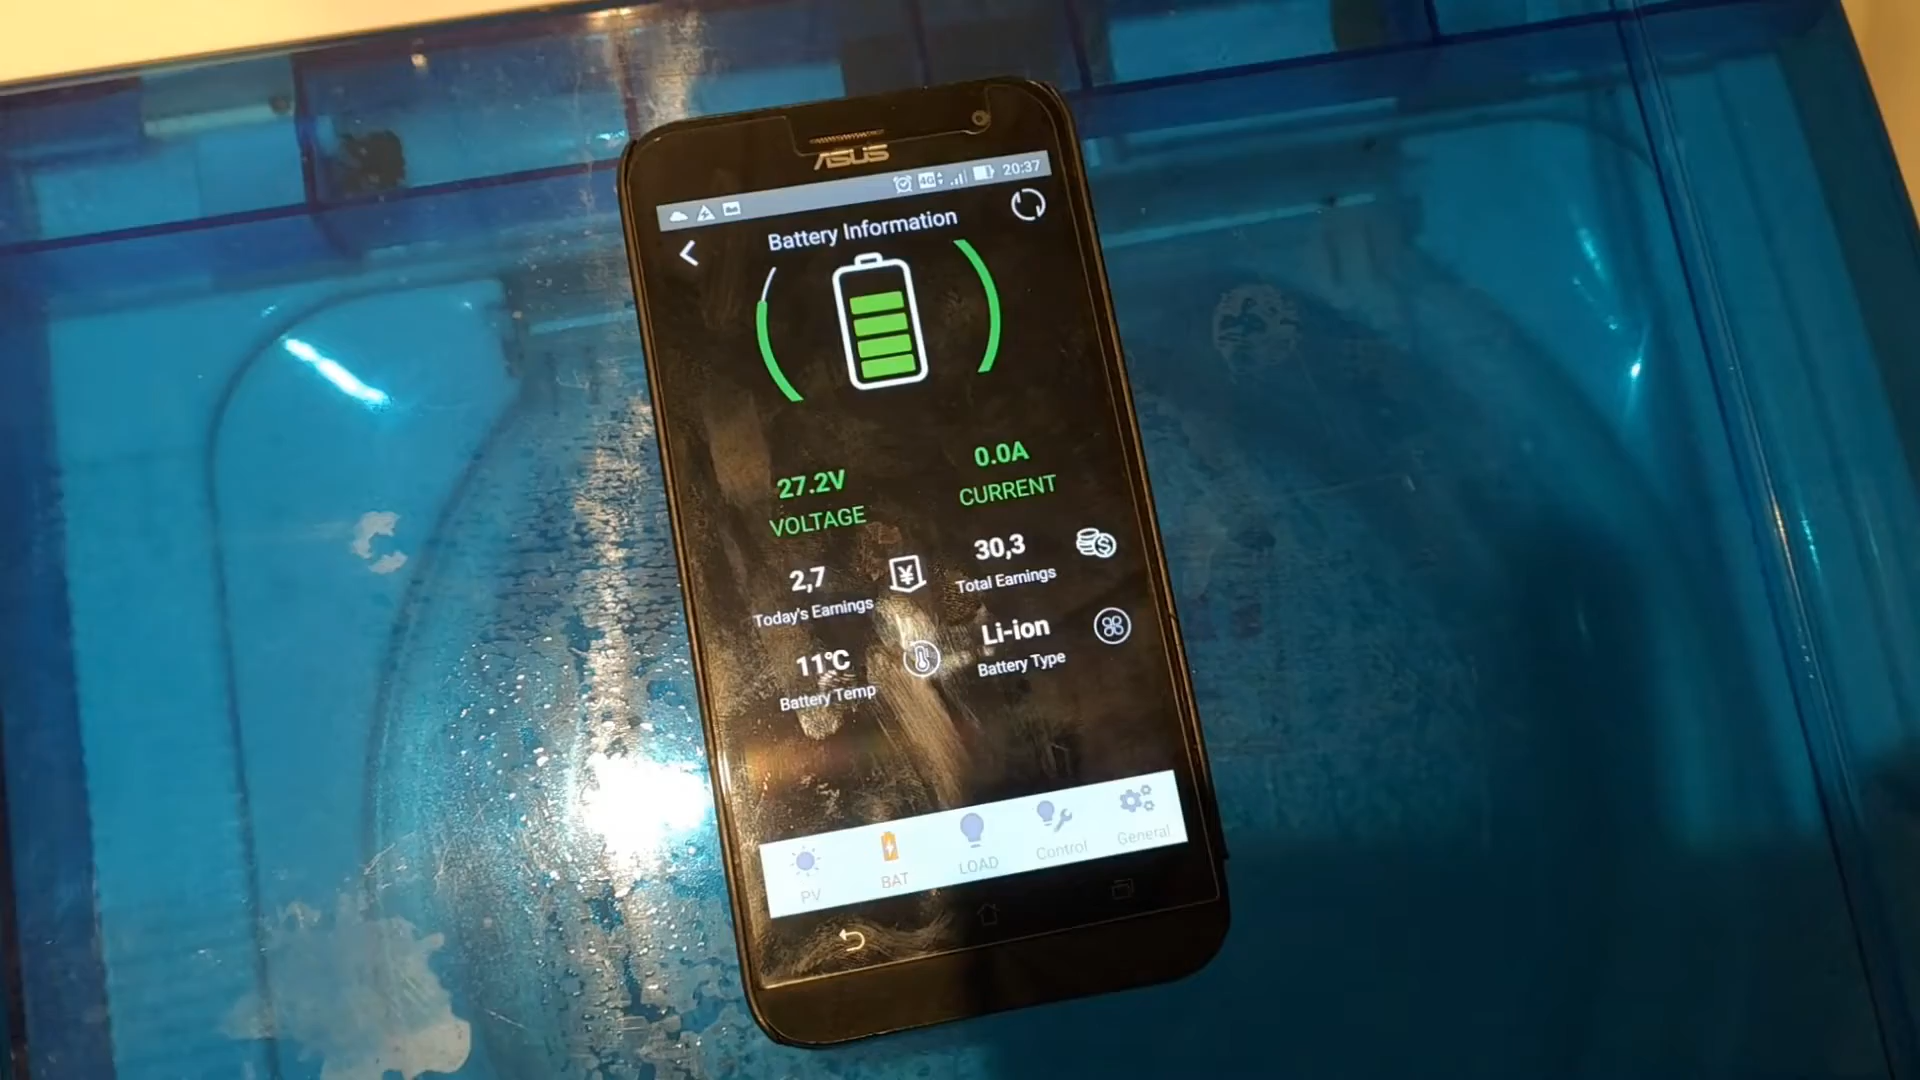 ASUS
4G 20:37
Battery Information
27.2V
VOLTAGE
0.0A
CURRENT
2,7
Today's Earnings
30,3
Total Earnings
11℃
Battery Temp
Li-ion
Battery Type
PV
BAT
LOAD
Control
General